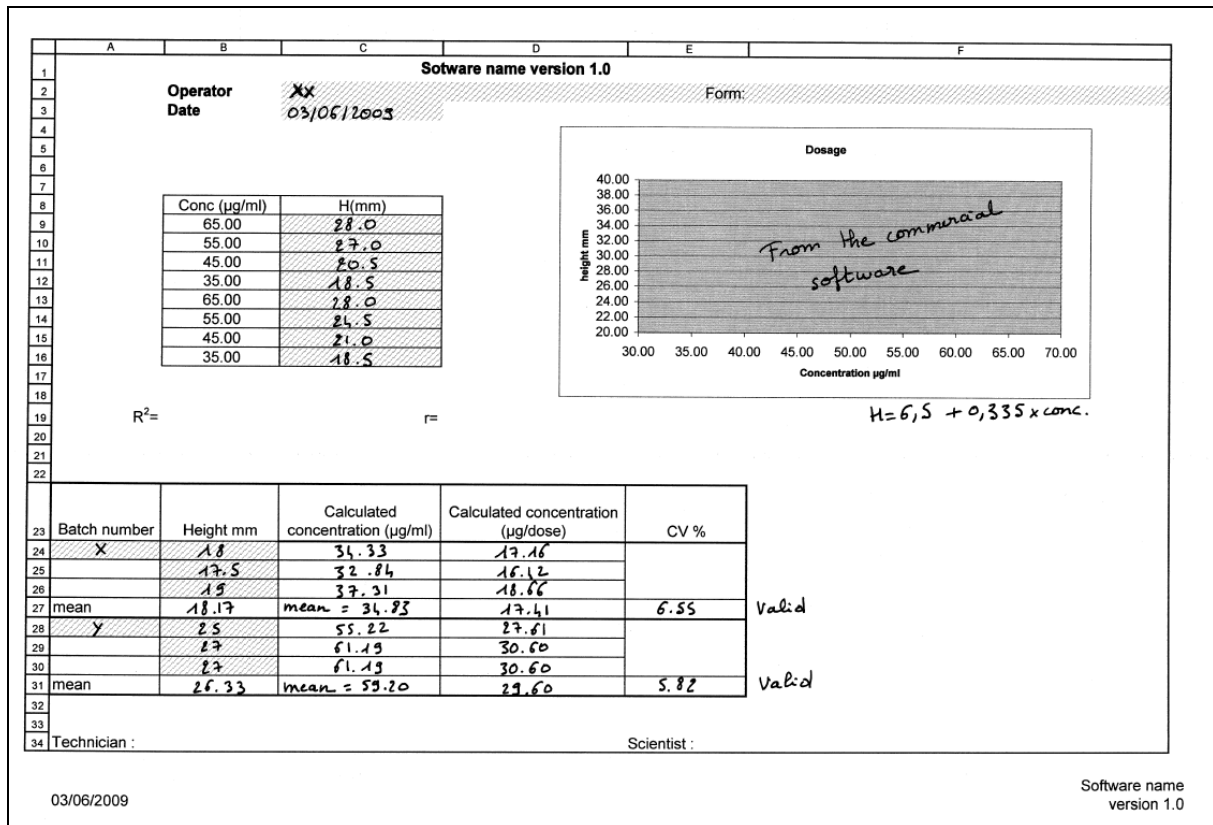 A B C D E F
1 Sotware name version 1.0
2 Operator Xx Form:
3 Date 03/06/2009
4
5 Dosage
6
7
8 Conc (µg/ml) H(mm)
9 65.00 28.0
10 55.00 27.0
11 45.00 20.5
12 35.00 18.5
13 65.00 28.0
14 55.00 24.5
15 45.00 21.0
16 35.00 18.5
17
18
height mm
40.00
38.00
36.00
34.00
32.00
30.00
28.00
26.00
24.00
22.00
20.00
From the commercial
software
30.00 35.00 40.00 45.00 50.00 55.00 60.00 65.00 70.00
Concentration µg/ml
19 R²= r= H=6,5 + 0,335 x conc.
20
21
22
23 Batch number Height mm Calculated concentration (µg/ml) Calculated concentration (µg/dose) CV %
24 X 18 34.33 17.16
25 17.5 32.84 16.42
26 19 37.31 18.66
27 mean 18.17 mean = 34.83 17.41 6.55 Valid
28 Y 25 55.22 27.61
29 27 61.19 30.60
30 27 61.19 30.60
31 mean 26.33 mean = 59.20 29.60 5.82 Valid
32
33
34 Technician : Scientist :
03/06/2009
Software name
version 1.0